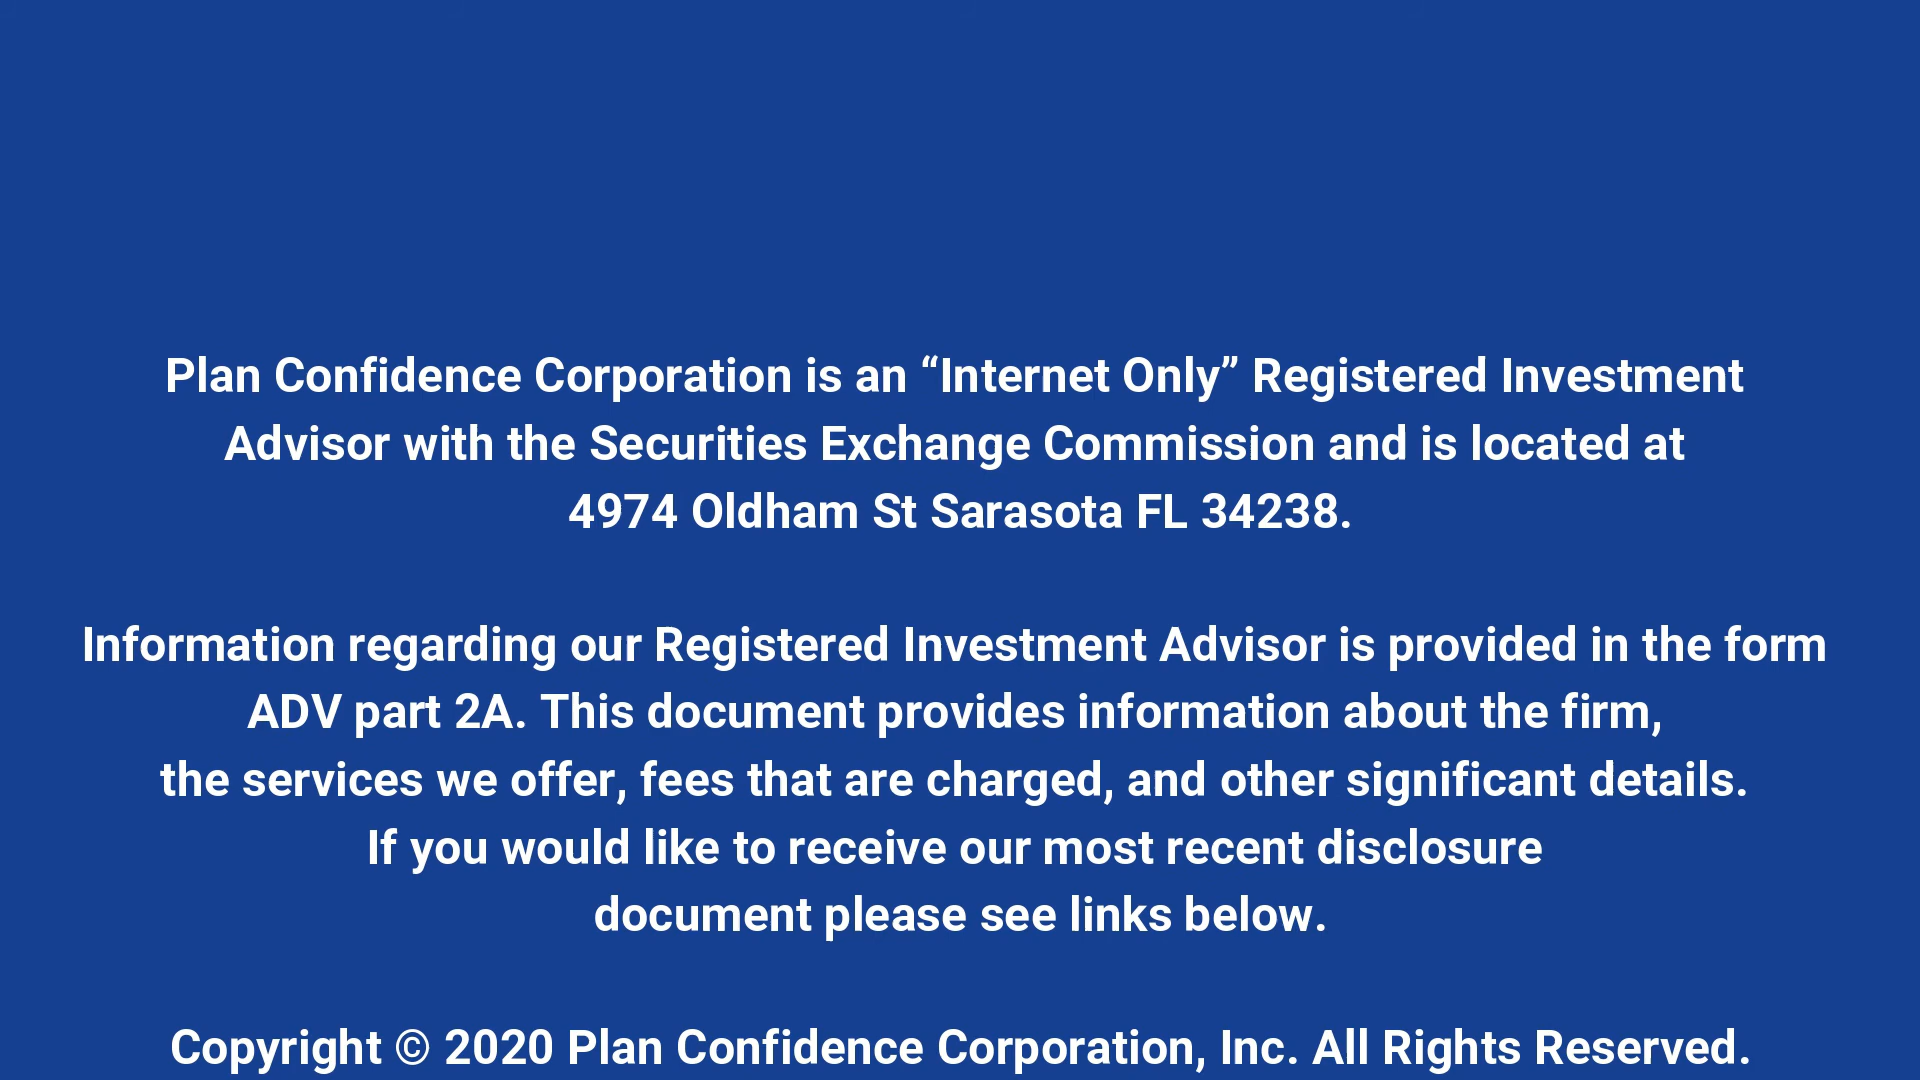 Plan Confidence Corporation is an “Internet Only” Registered Investment
Advisor with the Securities Exchange Commission and is located at
4974 Oldham St Sarasota FL 34238.
Information regarding our Registered Investment Advisor is provided in the form
ADV part 2A. This document provides information about the firm,
the services we offer, fees that are charged, and other significant details.
If you would like to receive our most recent disclosure
document please see links below.
Copyright © 2020 Plan Confidence Corporation, Inc. All Rights Reserved.